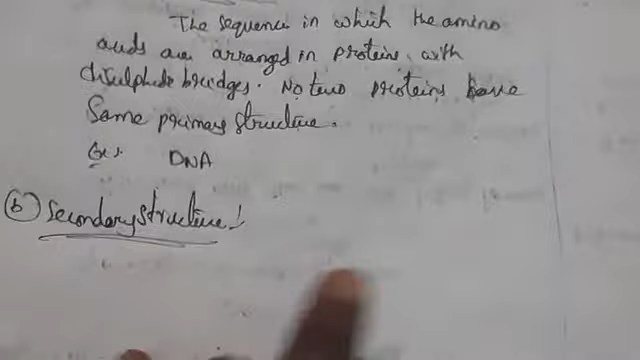 The sequence in which the amino
acids are arranged in proteins, with
disulphide bridges. No two proteins have
Same primary structure.
Ex: DNA
(b) Secondary structure: